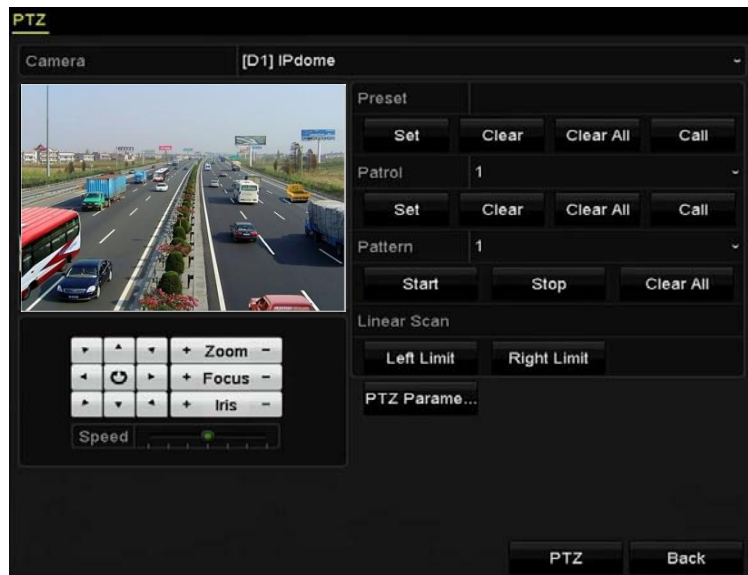 PTZ
Camera [D1] IPdome
Preset
Set Clear Clear All Call
Patrol 1
Set Clear Clear All Call
Pattern 1
Start Stop Clear All
Linear Scan
Left Limit Right Limit
PTZ Parame...
+ Zoom -
+ Focus -
+ Iris -
Speed
PTZ Back